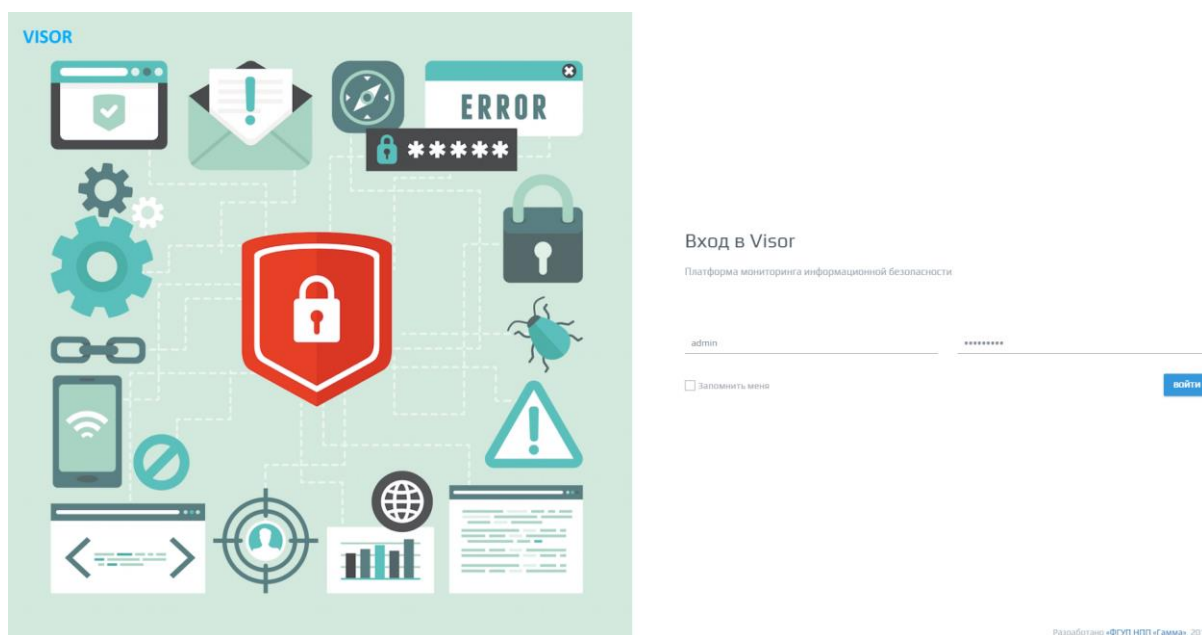 VISOR
ERROR
*****
Вход в Visor
Платформа мониторинга информационной безопасности
admin
•••••••••
Запомнить меня
ВОЙТИ
Разработано «ФГУП НПП «Гамма»